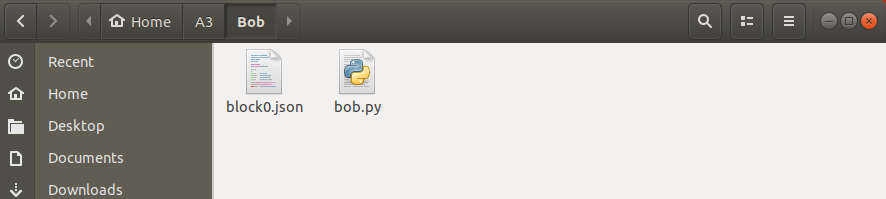 Home A3 Bob
Recent
Home
Desktop
Documents
Downloads
block0.json bob.py